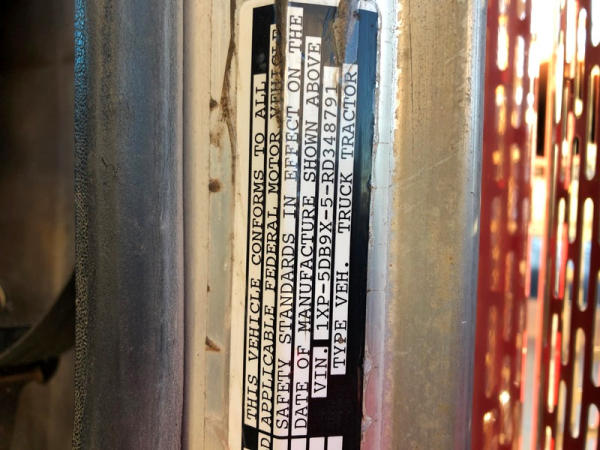 THIS VEHICLE CONFORMS TO ALL
APPLICABLE FEDERAL MOTOR VEHICLE
SAFETY STANDARDS IN EFFECT ON THE
DATE OF MANUFACTURE SHOWN ABOVE
VIN. 1XP-5DB9X-5-RD348791
TYPE VEH. TRUCK TRACTOR